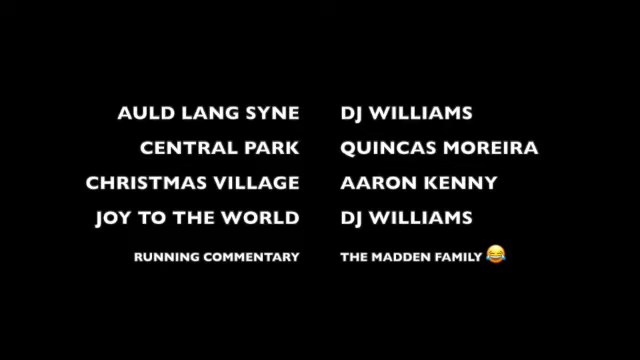 AULD LANG SYNE DJ WILLIAMS
CENTRAL PARK QUINCAS MOREIRA
CHRISTMAS VILLAGE AARON KENNY
JOY TO THE WORLD DJ WILLIAMS
RUNNING COMMENTARY THE MADDEN FAMILY 😂